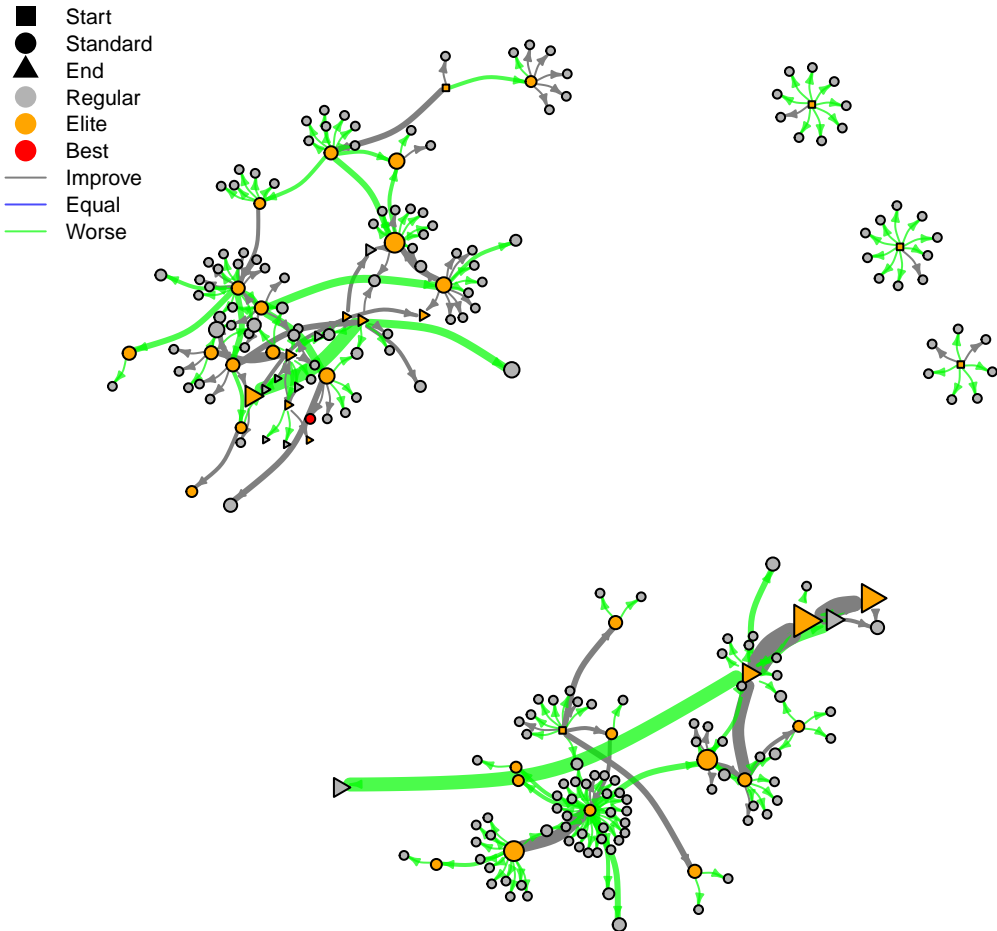 Start
Standard
End
Regular
Elite
Best
Improve
Equal
Worse